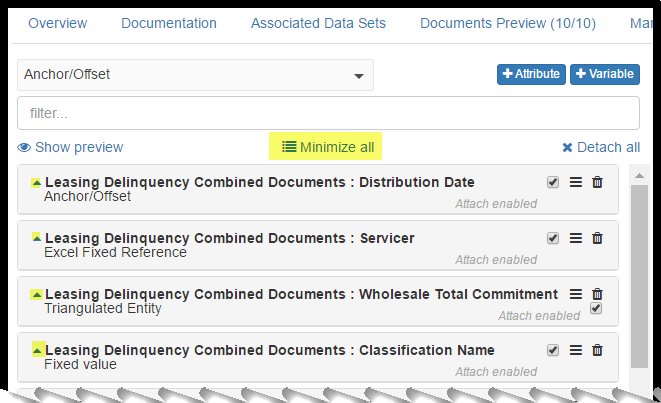 Overview Documentation Associated Data Sets Documents Preview (10/10) Mar
Anchor/Offset Attribute Variable
filter...
Show preview Minimize all Detach all
Leasing Delinquency Combined Documents : Distribution Date
Anchor/Offset
Attach enabled
Leasing Delinquency Combined Documents : Servicer
Excel Fixed Reference
Attach enabled
Leasing Delinquency Combined Documents : Wholesale Total Commitment
Triangulated Entity
Attach enabled
Leasing Delinquency Combined Documents : Classification Name
Fixed value
Attach enabled